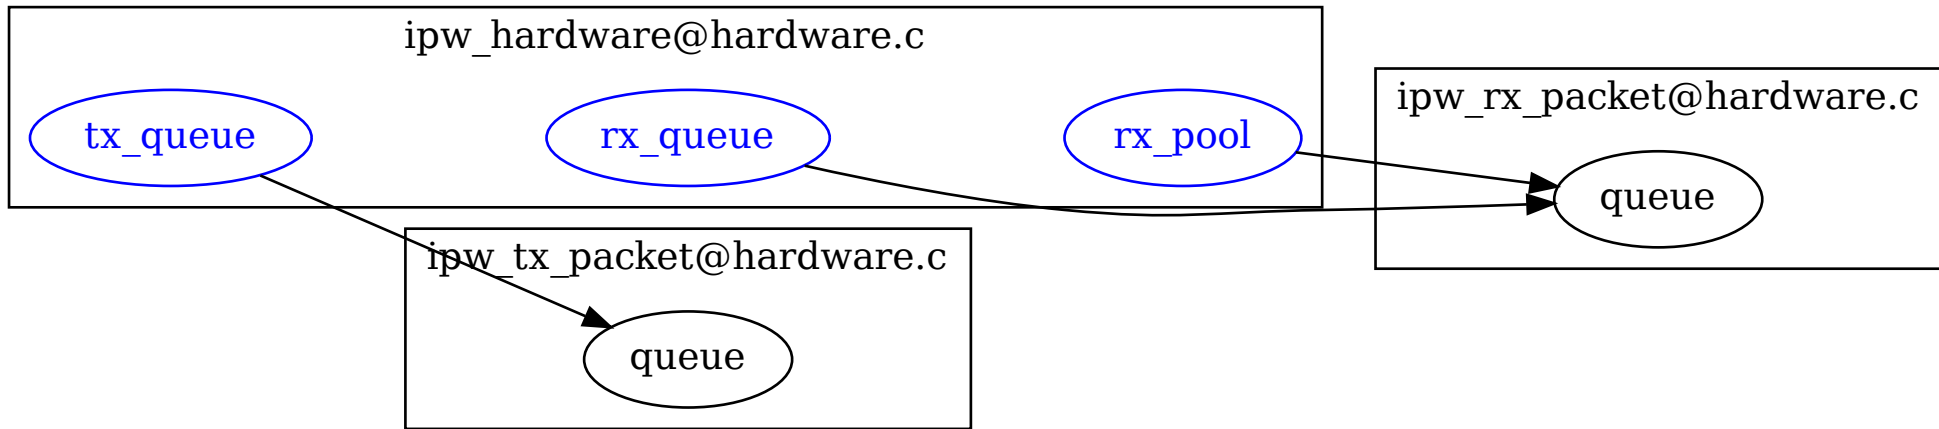 ipw_hardware@hardware.c
tx_queue
rx_queue
rx_pool
ipw_rx_packet@hardware.c
queue
ipw_tx_packet@hardware.c
queue